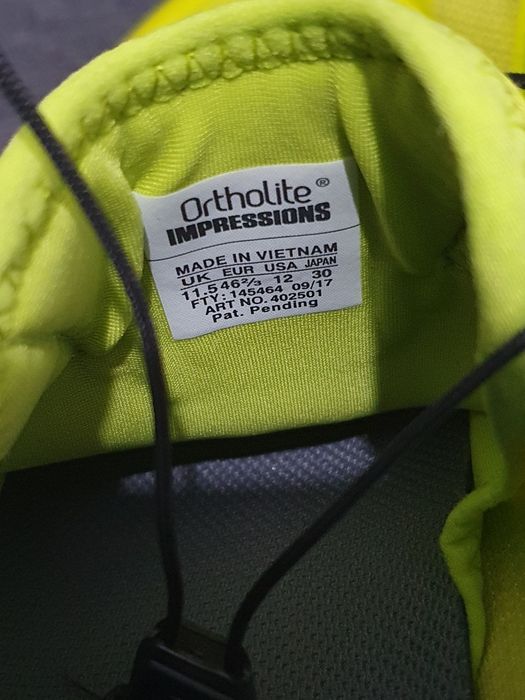 Ortholite®
IMPRESSIONS
MADE IN VIETNAM
UK EUR USA JAPAN
11.5 46⅔ 12 30
FTY: 145464 09/17
ART NO. 402501
Pat. Pending